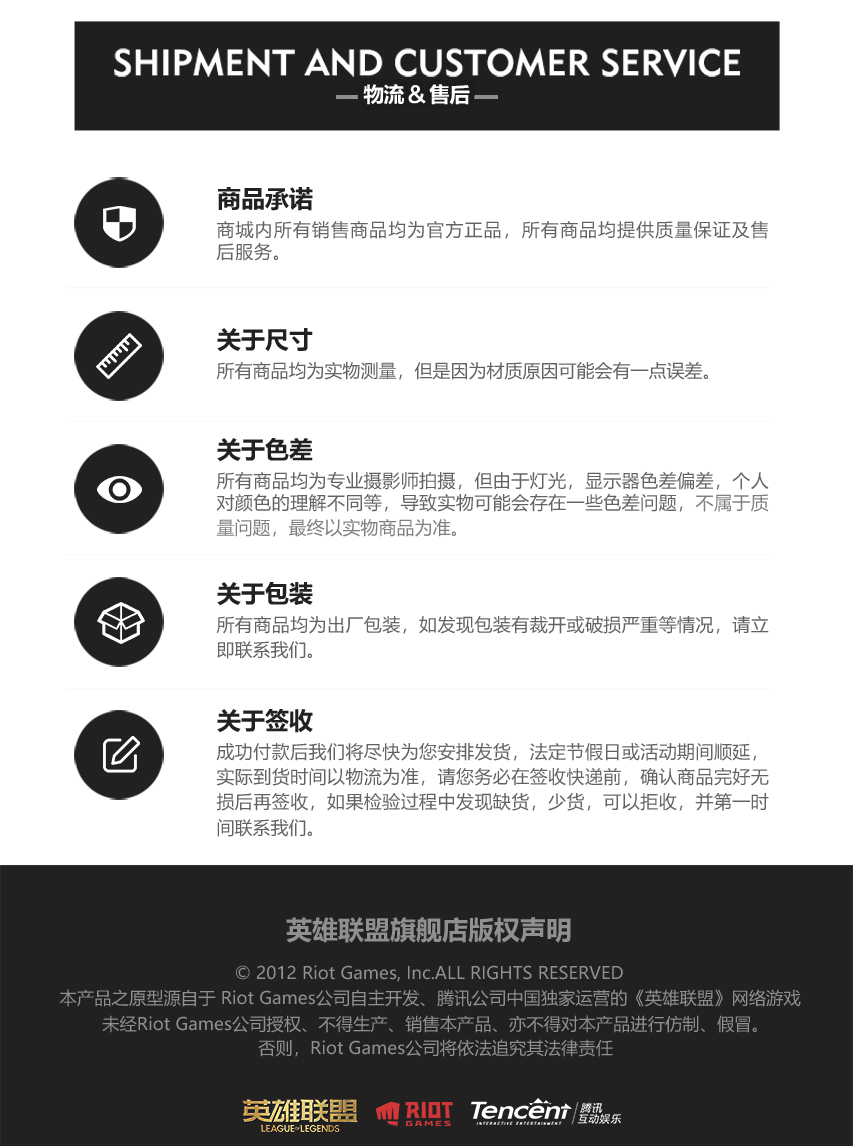 SHIPMENT AND CUSTOMER SERVICE
物流&售后
商品承诺
商城内所有销售商品均为官方正品，所有商品均提供质量保证及售
后服务。
关于尺寸
所有商品均为实物测量，但是因为材质原因可能会有一点误差。
关于色差
所有商品均为专业摄影师拍摄，但由于灯光，显示器色差偏差，个人
对颜色的理解不同等，导致实物可能会存在一些色差问题，不属于质
量问题，最终以实物商品为准。
关于包装
所有商品均为出厂包装，如发现包装有裁开或破损严重等情况，请立
即联系我们。
关于签收
成功付款后我们将尽快为您安排发货，法定节假日或活动期间顺延，
实际到货时间以物流为准，请您务必在签收快递前，确认商品完好无
损后再签收，如果检验过程中发现缺货，少货，可以拒收，并第一时
间联系我们。
英雄联盟旗舰店版权声明
© 2012 Riot Games, Inc.ALL RIGHTS RESERVED
本产品之原型源自于 Riot Games公司自主开发、腾讯公司中国独家运营的《英雄联盟》网络游戏
未经Riot Games公司授权、不得生产、销售本产品、亦不得对本产品进行仿制、假冒。
否则，Riot Games公司将依法追究其法律责任
英雄联盟
LEAGUE OF LEGENDS
RIOT
GAMES
Tencent
INTERACTIVE ENTERTAINMENT
腾讯
互动娱乐